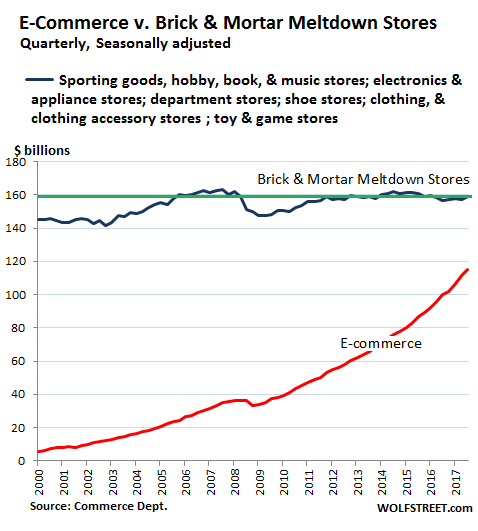 E-Commerce v. Brick & Mortar Meltdown Stores
Quarterly, Seasonally adjusted
Sporting goods, hobby, book, & music stores; electronics &
appliance stores; department stores; shoe stores; clothing, &
clothing accessory stores ; toy & game stores
$ billions
180
160
140
120
100
80
60
40
20
0
Brick & Mortar Meltdown Stores
E-commerce
2000
2001
2002
2003
2004
2005
2006
2007
2008
2009
2010
2011
2012
2013
2014
2015
2016
2017
Source: Commerce Dept.
WOLFSTREET.com